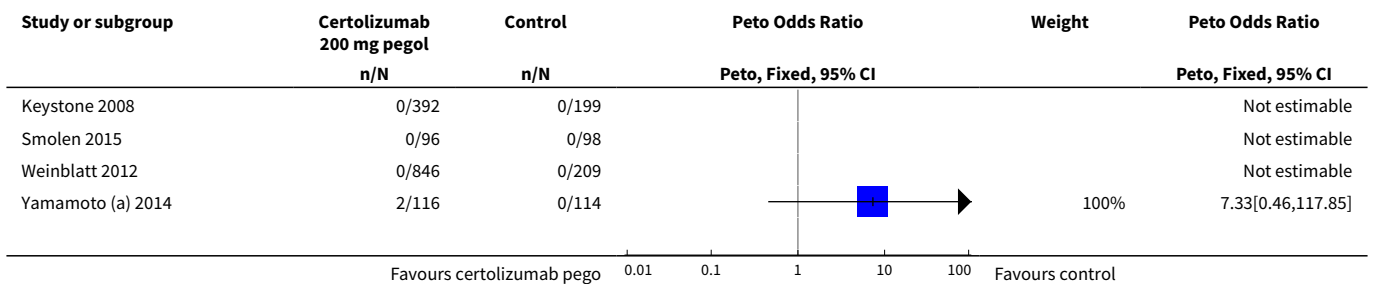 Study or subgroup Certolizumab Control Peto Odds Ratio Weight Peto Odds Ratio
200 mg pegol
n/N n/N Peto, Fixed, 95% CI Peto, Fixed, 95% CI
Keystone 2008 0/392 0/199 Not estimable
Smolen 2015 0/96 0/98 Not estimable
Weinblatt 2012 0/846 0/209 Not estimable
Yamamoto (a) 2014 2/116 0/114 100% 7.33[0.46,117.85]
Favours certolizumab pego 0.01 0.1 1 10 100 Favours control